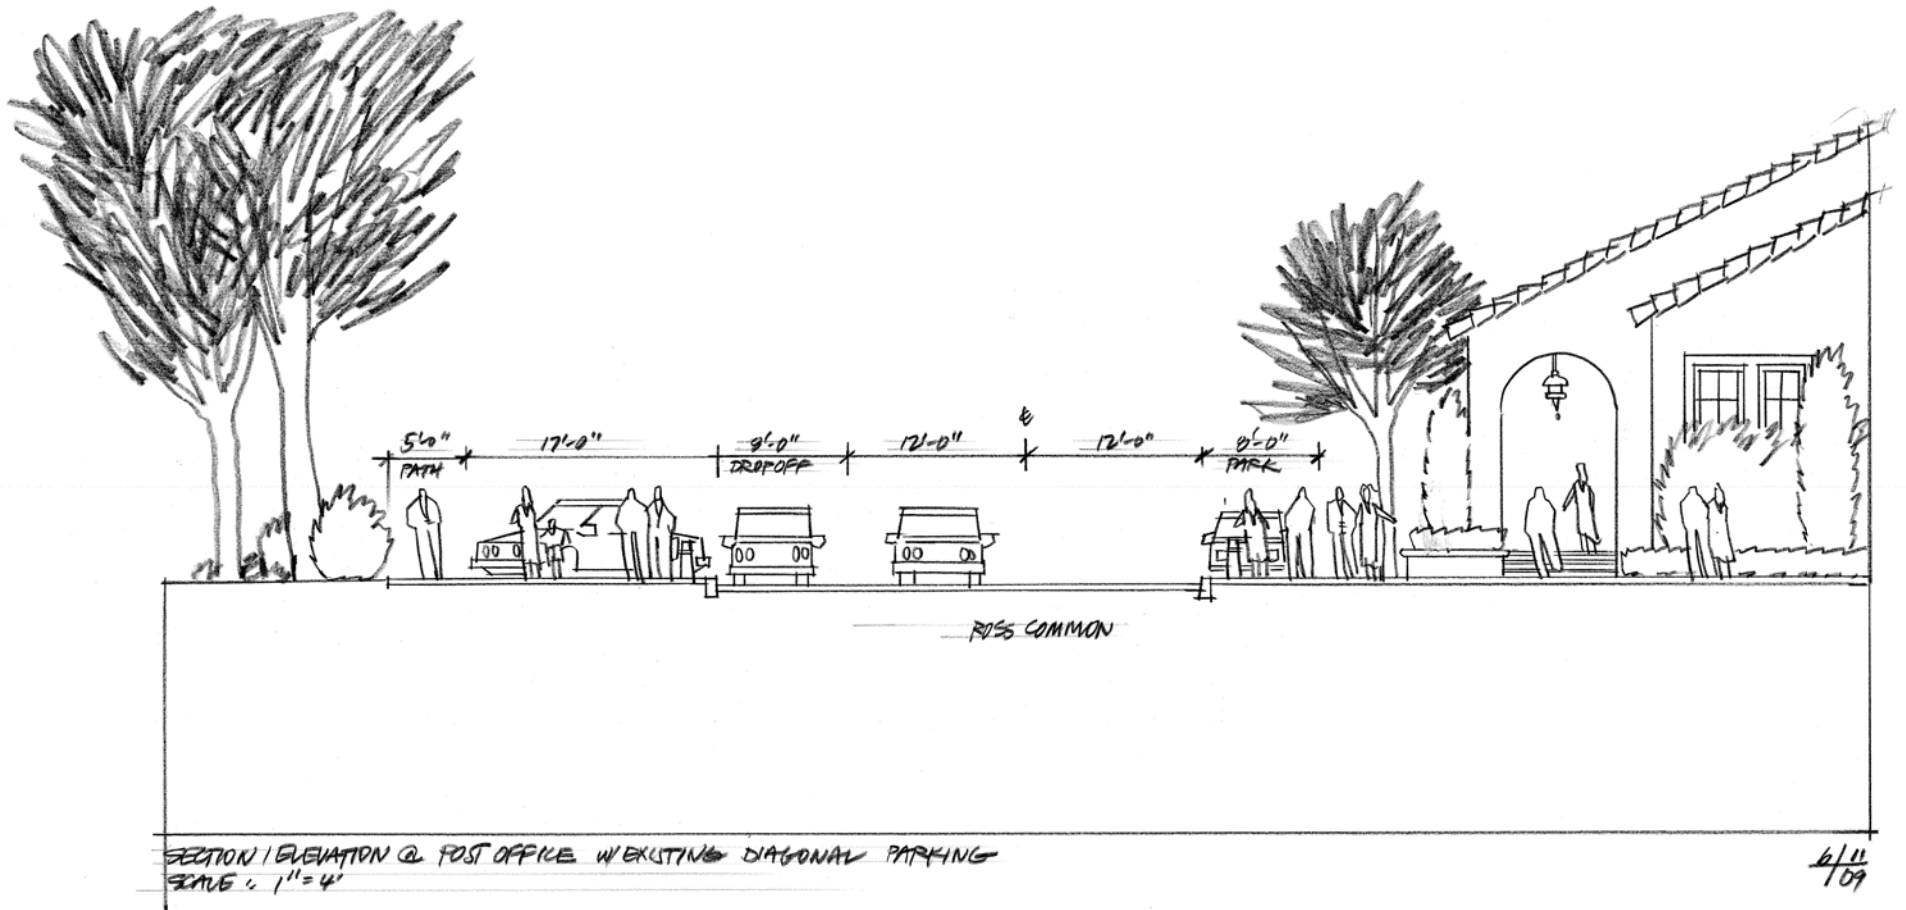 ℄
5'-0" 17'-0" 9'-0" 12'-0" 12'-0" 8'-0"
PATH DROPOFF PARK
ROSS COMMON
SECTION / ELEVATION @ POST OFFICE W/ EXISTING DIAGONAL PARKING
SCALE : 1" = 4'
6/11
09